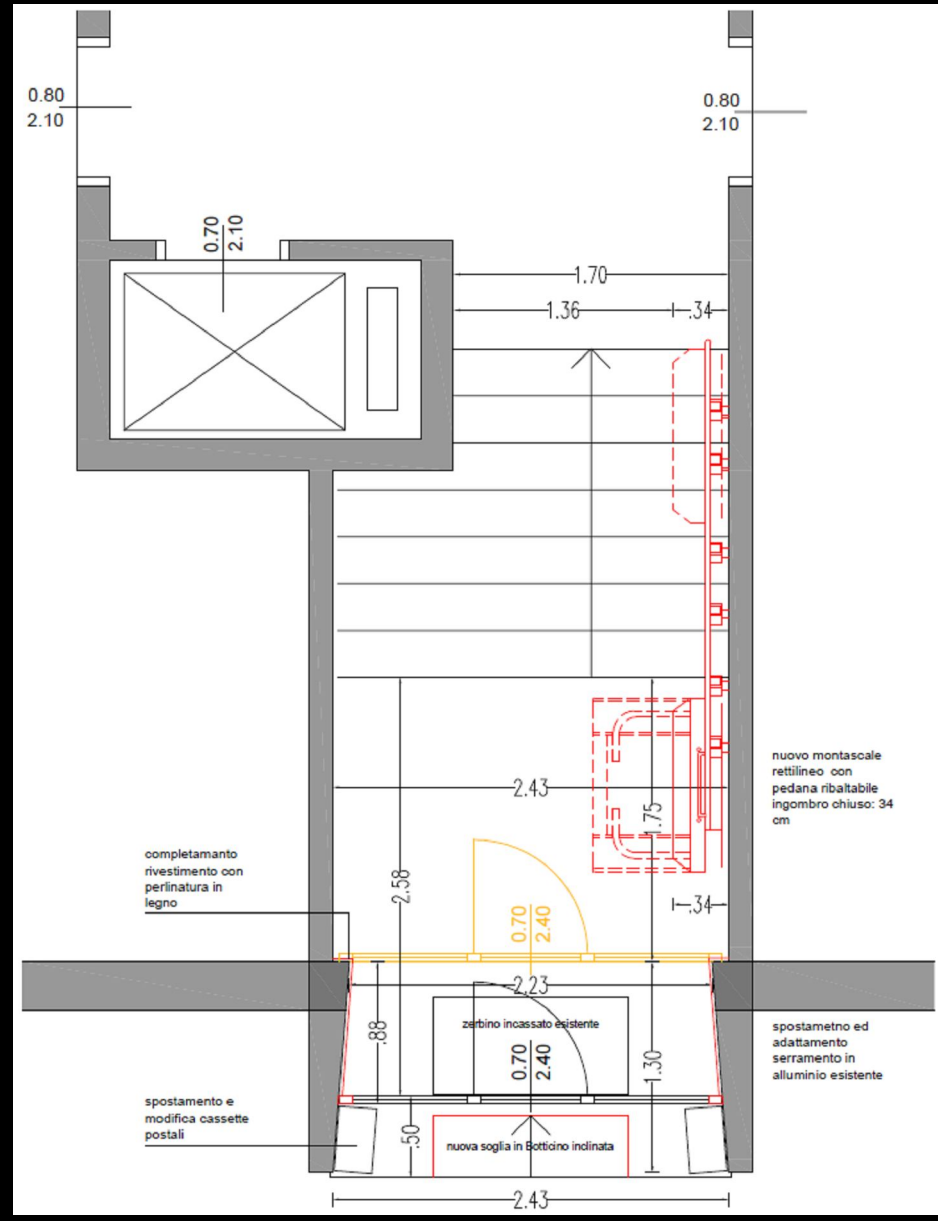 0.80
2.10
0.80
2.10
0.70
2.10
1.70
1.36
.34
2.43
1.75
2.58
.34
nuovo montascale
rettilineo con
pedana ribaltabile
ingombro chiuso: 34
cm
completamanto
rivestimento con
perlinatura in
legno
0.70
2.40
2.23
zerbino incassato esistente
.88
0.70
2.40
1.30
spostametno ed
adattamento
serramento in
alluminio esistente
spostamento e
modifica cassette
postali
.50
nuova soglia in Botticino inclinata
2.43